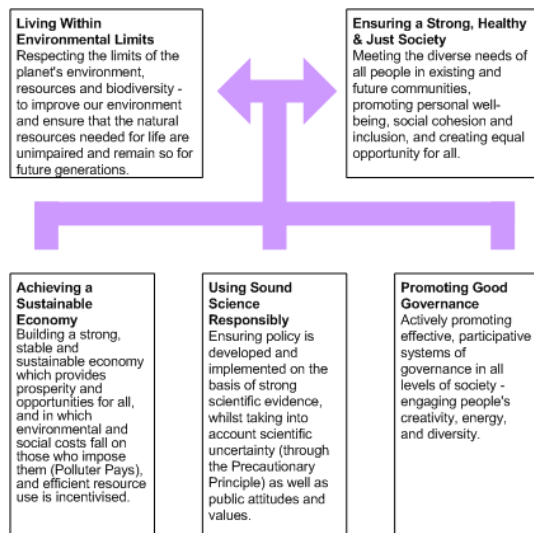 Living Within
Environmental Limits
Respecting the limits of the
planet's environment,
resources and biodiversity -
to improve our environment
and ensure that the natural
resources needed for life are
unimpaired and remain so for
future generations.
Ensuring a Strong, Healthy
& Just Society
Meeting the diverse needs of
all people in existing and
future communities,
promoting personal well-
being, social cohesion and
inclusion, and creating equal
opportunity for all.
Achieving a
Sustainable
Economy
Building a strong,
stable and
sustainable economy
which provides
prosperity and
opportunities for all,
and in which
environmental and
social costs fall on
those who impose
them (Polluter Pays),
and efficient resource
use is incentivised.
Using Sound
Science
Responsibly
Ensuring policy is
developed and
implemented on the
basis of strong
scientific evidence,
whilst taking into
account scientific
uncertainty (through
the Precautionary
Principle) as well as
public attitudes and
values.
Promoting Good
Governance
Actively promoting
effective, participative
systems of
governance in all
levels of society -
engaging people's
creativity, energy,
and diversity.